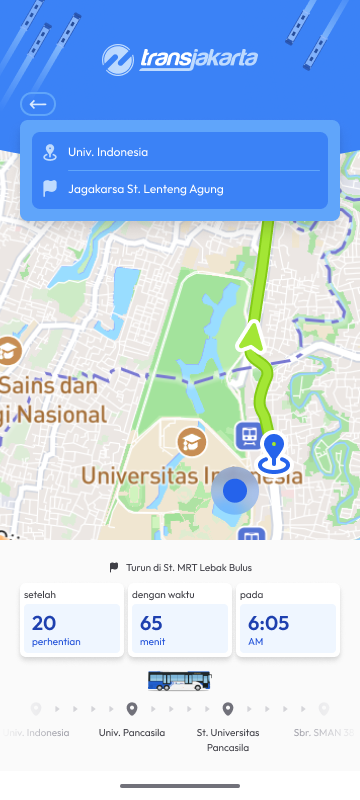 transjakarta
Univ. Indonesia
Jagakarsa St. Lenteng Agung
Sains dan
gi Nasional
Universitas In esia
Turun di St. MRT Lebak Bulus
setelah
dengan waktu
pada
20
65
6:05
perhentian
menit
AM
Univ. Indonesia
Univ. Pancasila
St. Universitas
Pancasila
Sbr. SMAN 38